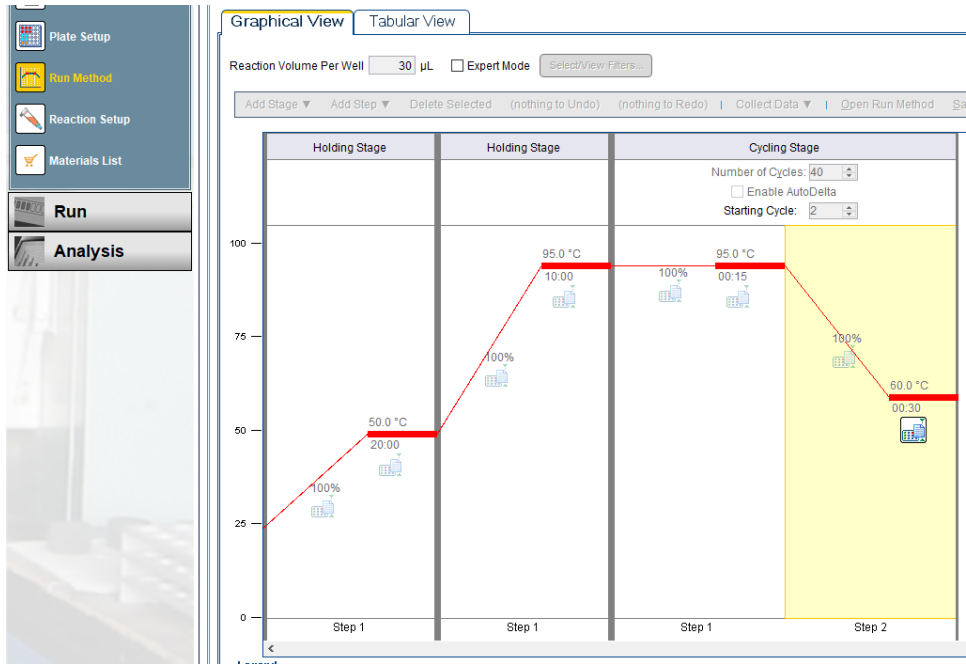 Graphical View
Tabular View
Plate Setup
Run Method
Reaction Setup
Materials List
Run
Analysis
Reaction Volume Per Well 30 µL Expert Mode Select/View Filters...
Add Stage ▼ Add Step ▼ Delete Selected (nothing to Undo) (nothing to Redo) | Collect Data ▼ | Open Run Method Sa
Holding Stage Holding Stage Cycling Stage
Number of Cycles: 40
Enable AutoDelta
Starting Cycle: 2
100
75
50
25
0
100%
50.0 °C
20:00
100%
95.0 °C
10:00
100%
95.0 °C
00:15
100%
60.0 °C
00:30
Step 1 Step 1 Step 1 Step 2